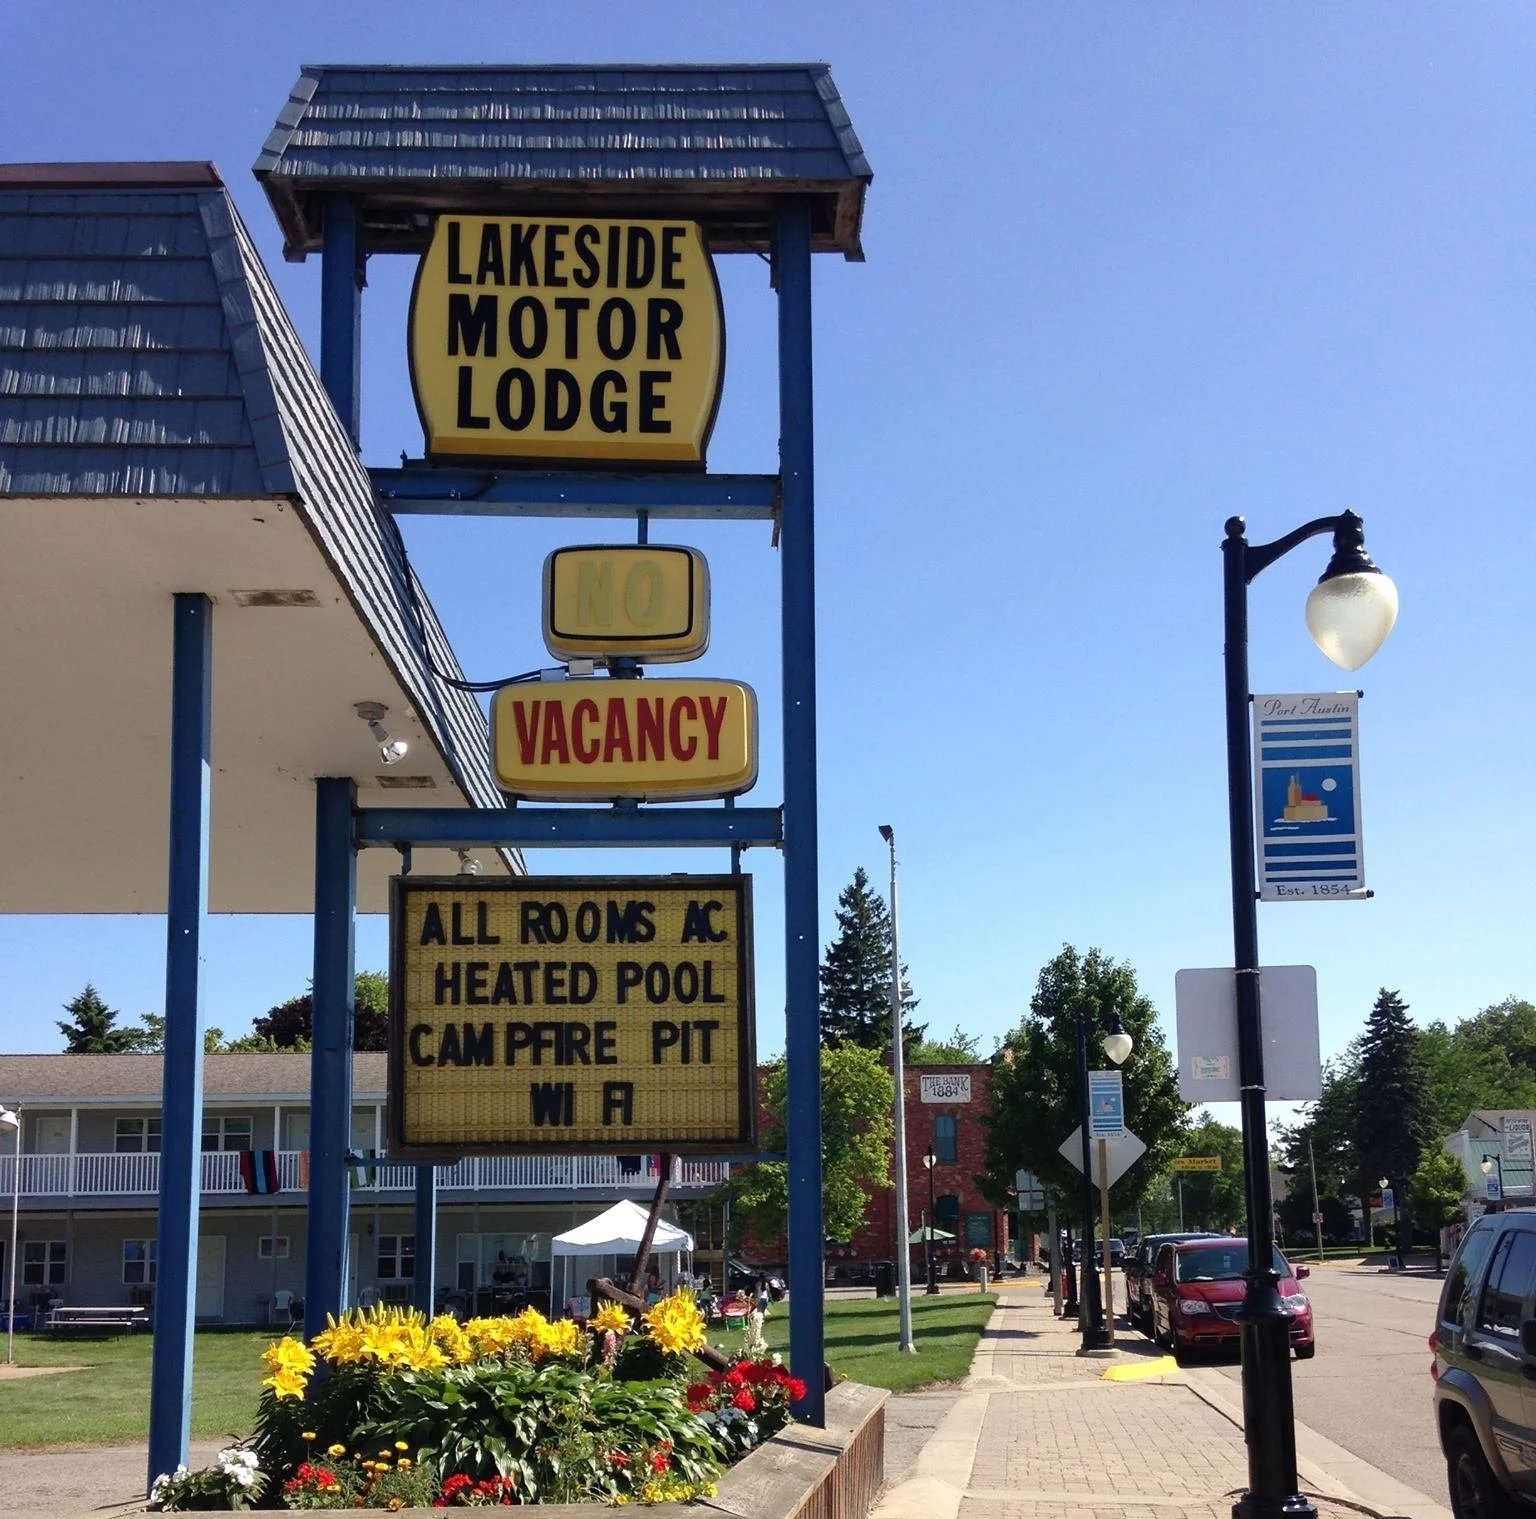 LAKESIDE
MOTOR
LODGE
NO
VACANCY
ALL ROOMS AC
HEATED POOL
CAMPFIRE PIT
WI FI
Port Austin
Est. 1854
THE BANK
1884
Market